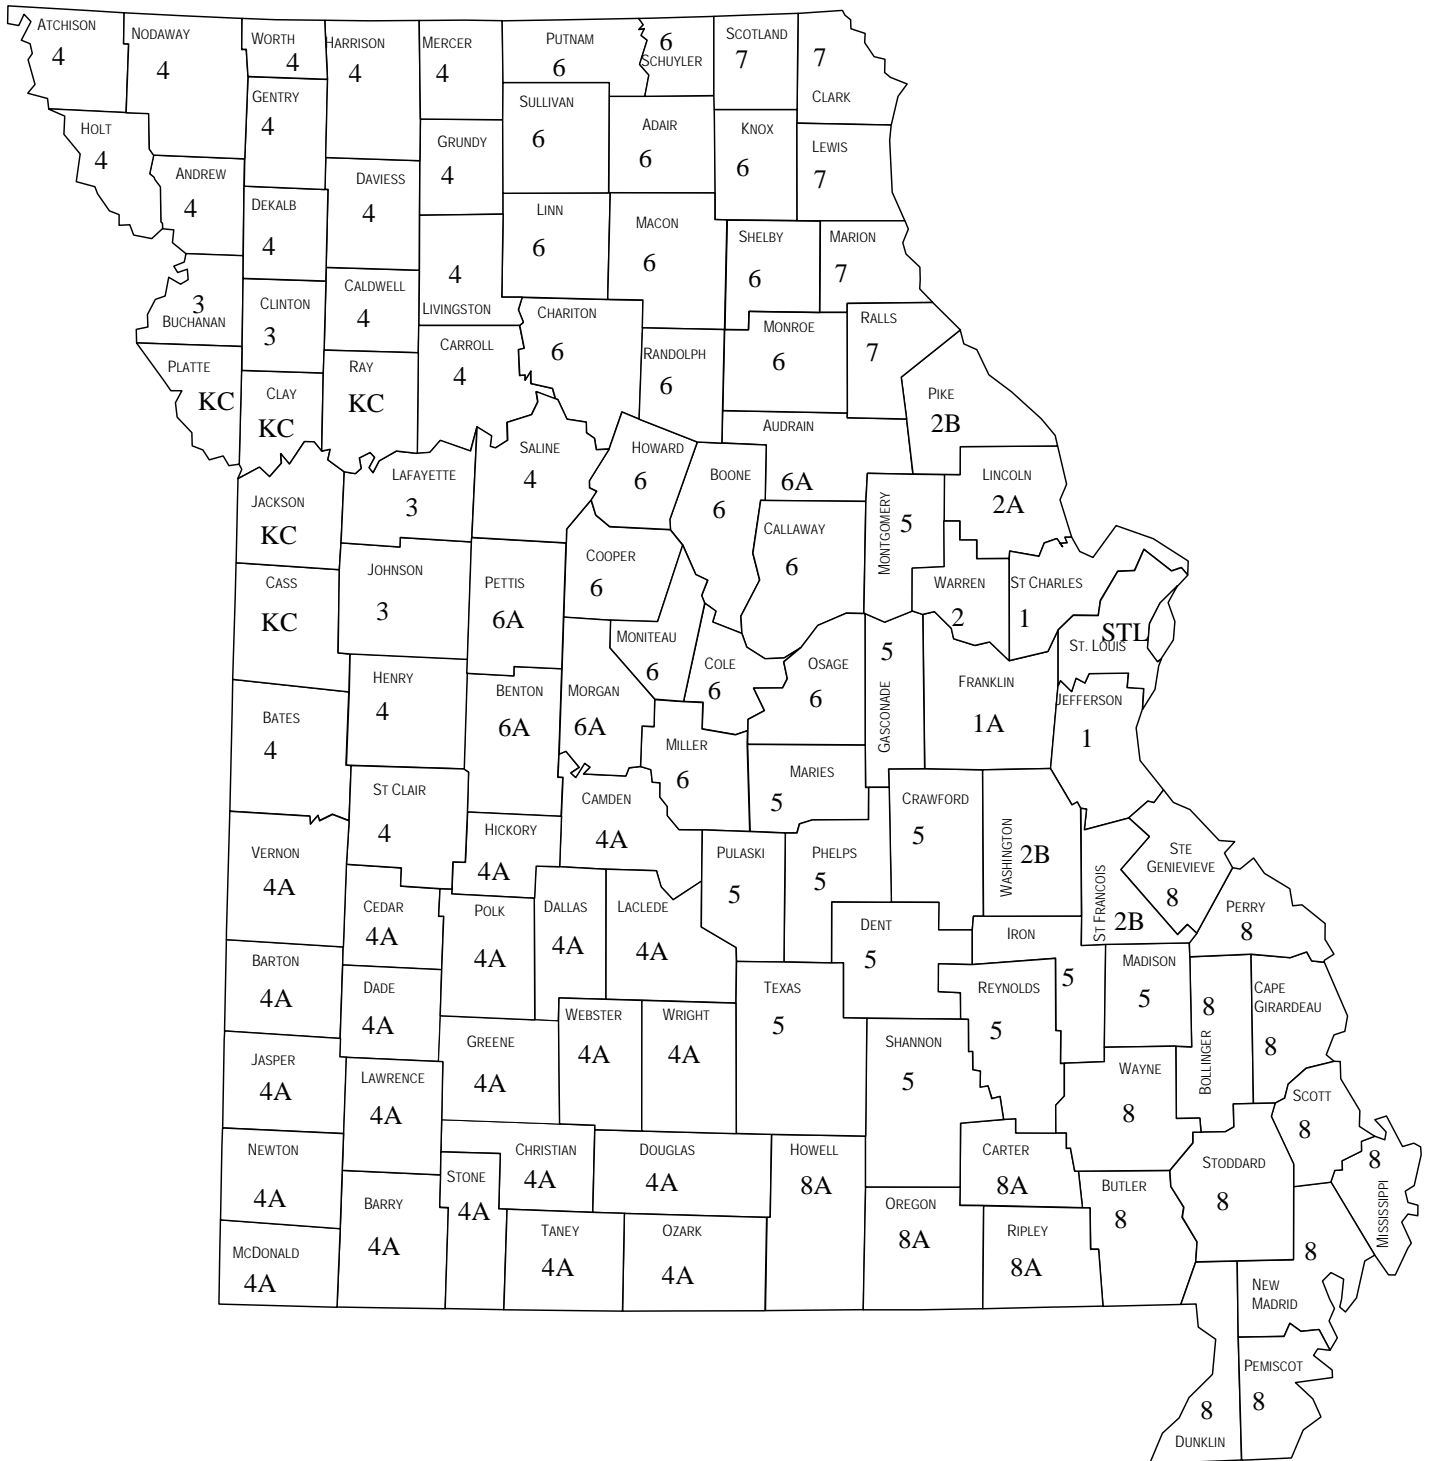 ATCHISON
4
NODAWAY
4
WORTH
4
HARRISON
4
MERCER
4
PUTNAM
6
6
SCHUYLER
SCOTLAND
7
7
CLARK
HOLT
4
GENTRY
4
SULLIVAN
6
ADAIR
6
KNOX
6
LEWIS
7
GRUNDY
4
ANDREW
4
DEKALB
4
DAVIESS
4
LINN
6
MACON
6
SHELBY
6
MARION
7
3
BUCHANAN
CLINTON
3
CALDWELL
4
4
LIVINGSTON
CHARITON
6
RANDOLPH
6
MONROE
6
RALLS
7
PLATTE
KC
CLAY
KC
RAY
KC
CARROLL
4
PIKE
2B
AUDRAIN
6A
JACKSON
KC
LAFAYETTE
3
SALINE
4
HOWARD
6
BOONE
6
CALLAWAY
6
MONTGOMERY
5
LINCOLN
2A
CASS
KC
JOHNSON
3
PETTIS
6A
COOPER
6
MONITEAU
6
COLE
6
OSAGE
6
5
GASCONADE
WARREN
2
ST CHARLES
1
STL
ST. LOUIS
FRANKLIN
1A
JEFFERSON
1
BATES
4
HENRY
4
BENTON
6A
MORGAN
6A
MILLER
6
MARIES
5
CRAWFORD
5
WASHINGTON
2B
ST FRANCOIS
2B
STE
GENIEVIEVE
8
PERRY
8
VERNON
4A
ST CLAIR
4
HICKORY
4A
CAMDEN
4A
PULASKI
5
PHELPS
5
CEDAR
4A
POLK
4A
DALLAS
4A
LACLEDE
4A
DENT
5
IRON
5
MADISON
5
BARTON
4A
DADE
4A
TEXAS
5
REYNOLDS
5
8
BOLLINGER
CAPE
GIRARDEAU
8
JASPER
4A
LAWRENCE
4A
GREENE
4A
WEBSTER
4A
WRIGHT
4A
SHANNON
5
WAYNE
8
SCOTT
8
NEWTON
4A
BARRY
4A
STONE
4A
CHRISTIAN
4A
DOUGLAS
4A
HOWELL
8A
CARTER
8A
BUTLER
8
STODDARD
8
8
MISSISSIPPI
MCDONALD
4A
TANEY
4A
OZARK
4A
OREGON
8A
RIPLEY
8A
8
NEW
MADRID
PEMISCOT
8
8
DUNKLIN